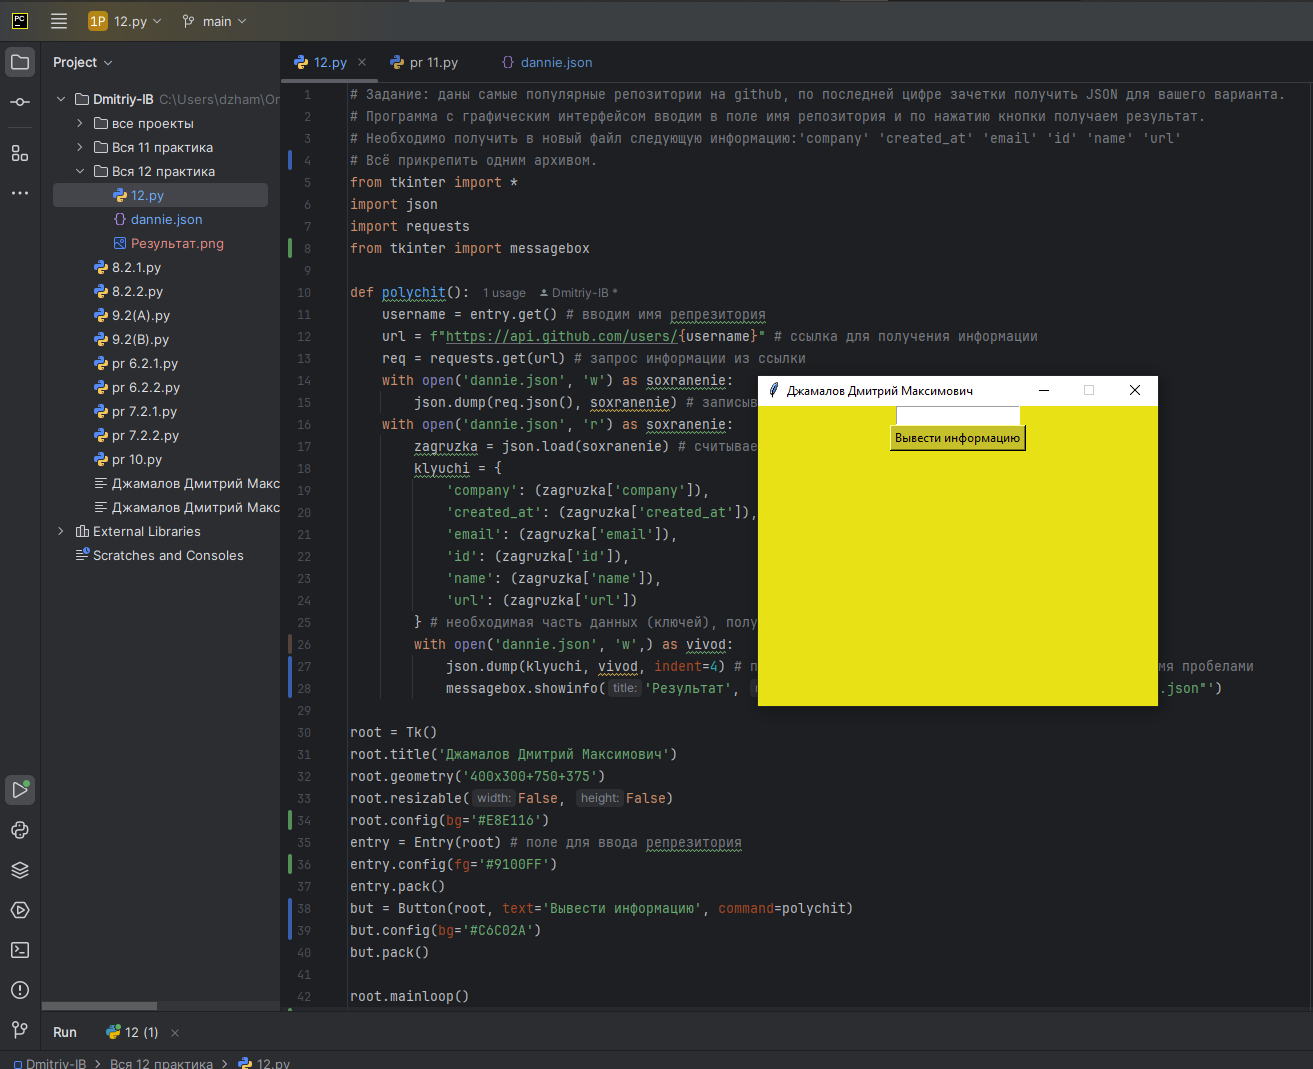 PC
1P 12.py main
Project
Dmitriy-IB C:\Users\dzham\Or
все проекты
Вся 11 практика
Вся 12 практика
12.py
dannie.json
Результат.png
8.2.1.py
8.2.2.py
9.2(A).py
9.2(B).py
pr 6.2.1.py
pr 6.2.2.py
pr 7.2.1.py
pr 7.2.2.py
pr 10.py
Джамалов Дмитрий Макс
Джамалов Дмитрий Макс
External Libraries
Scratches and Consoles
12.py pr 11.py dannie.json
1 # Задание: даны самые популярные репозитории на github, по последней цифре зачетки получить JSON для вашего варианта.
2 # Программа с графическим интерфейсом вводим в поле имя репозитория и по нажатию кнопки получаем результат.
3 # Необходимо получить в новый файл следующую информацию:'company' 'created_at' 'email' 'id' 'name' 'url'
4 # Всё прикрепить одним архивом.
5 from tkinter import *
6 import json
7 import requests
8 from tkinter import messagebox
9
10 def polychit(): 1 usage Dmitriy-IB *
11 username = entry.get() # вводим имя репрезитория
12 url = f"https://api.github.com/users/{username}" # ссылка для получения информации
13 req = requests.get(url) # запрос информации из ссылки
14 with open('dannie.json', 'w') as soxranenie:
15 json.dump(req.json(), soxranenie) # записыв
16 with open('dannie.json', 'r') as soxranenie:
17 zagruzka = json.load(soxranenie) # считывае
18 klyuchi = {
19 'company': (zagruzka['company']),
20 'created_at': (zagruzka['created_at']),
21 'email': (zagruzka['email']),
22 'id': (zagruzka['id']),
23 'name': (zagruzka['name']),
24 'url': (zagruzka['url'])
25 } # необходимая часть данных (ключей), полу
26 with open('dannie.json', 'w',) as vivod:
27 json.dump(klyuchi, vivod, indent=4) # п мя пробелами
28 messagebox.showinfo( title: 'Результат', .json"')
29
30 root = Tk()
31 root.title('Джамалов Дмитрий Максимович')
32 root.geometry('400x300+750+375')
33 root.resizable( width: False, height: False)
34 root.config(bg='#E8E116')
35 entry = Entry(root) # поле для ввода репрезитория
36 entry.config(fg='#9100FF')
37 entry.pack()
38 but = Button(root, text='Вывести информацию', command=polychit)
39 but.config(bg='#C6C02A')
40 but.pack()
41
42 root.mainloop()
Джамалов Дмитрий Максимович
Вывести информацию
Run 12 (1)
Dmitriy-IB > Вся 12 практика > 12.py